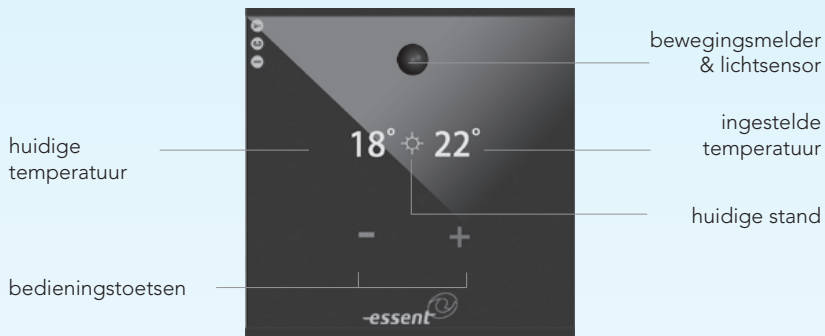 I C Y
bewegingsmelder
& lichtsensor
18° 22°
huidige
temperatuur
ingestelde
temperatuur
huidige stand
- +
bedieningstoetsen
essent